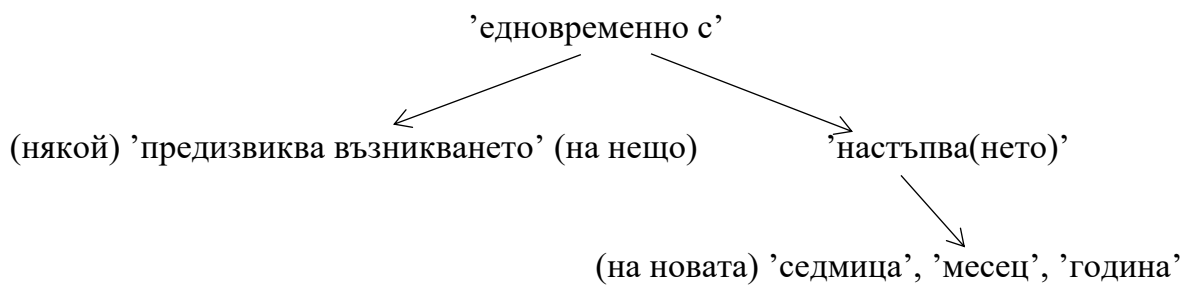 ’едновременно с’
(някой) ’предизвиква възникването’ (на нещо) ’настъпва(нето)’
(на новата) ’седмица’, ’месец’, ’година’